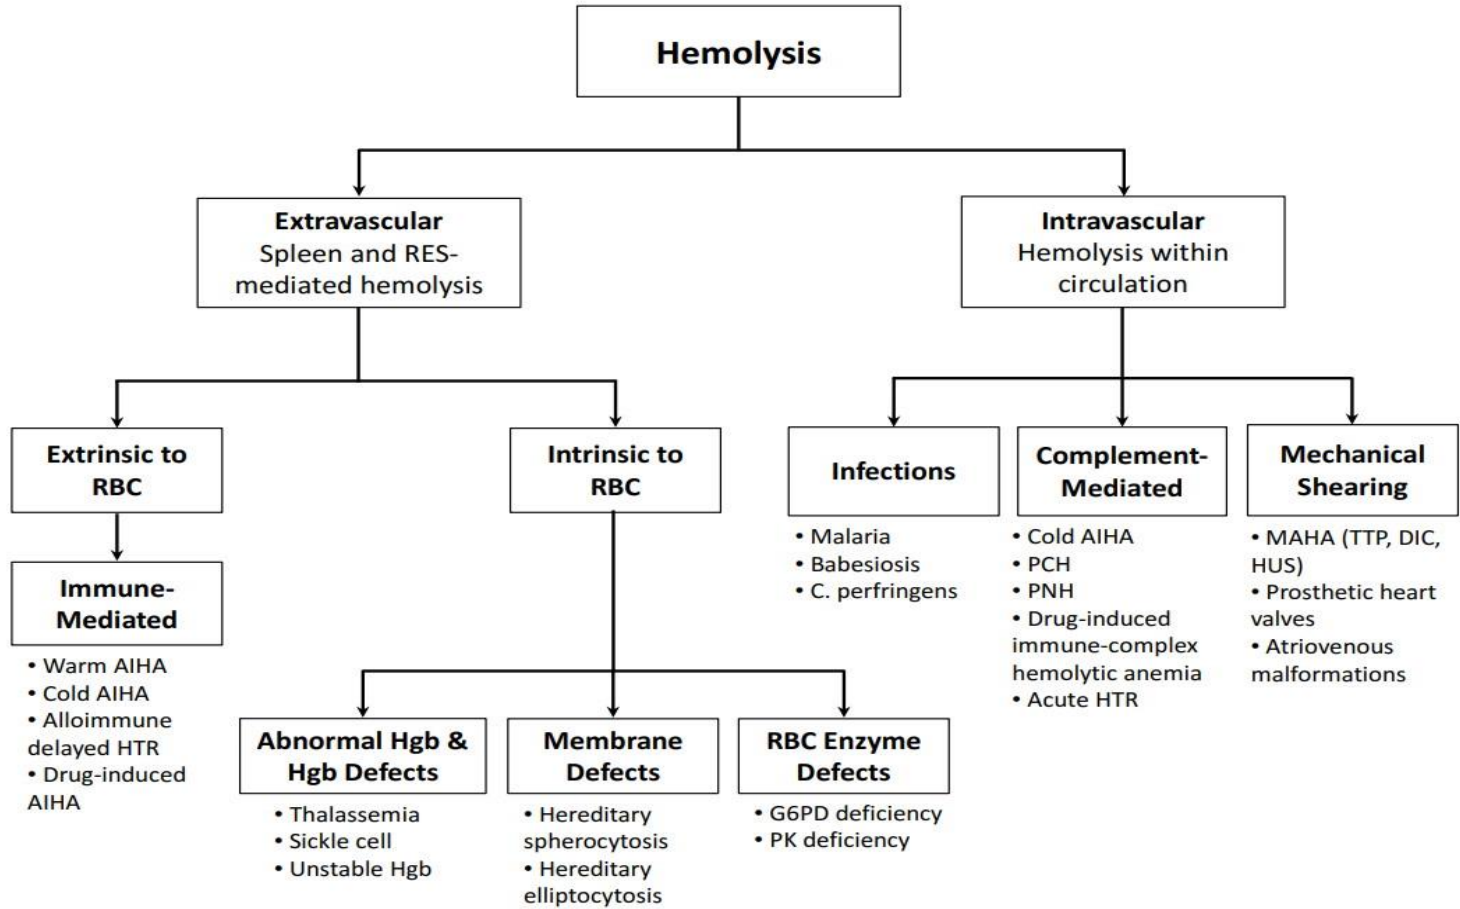 Hemolysis
Extravascular
Spleen and RES-
mediated hemolysis
Intravascular
Hemolysis within
circulation
Extrinsic to
RBC
Intrinsic to
RBC
Infections
Complement-
Mediated
Mechanical
Shearing
• Malaria
• Babesiosis
• C. perfringens
• Cold AIHA
• PCH
• PNH
• Drug-induced
immune-complex
hemolytic anemia
• Acute HTR
• MAHA (TTP, DIC,
HUS)
• Prosthetic heart
valves
• Atriovenous
malformations
Immune-
Mediated
• Warm AIHA
• Cold AIHA
• Alloimmune
delayed HTR
• Drug-induced
AIHA
Abnormal Hgb &
Hgb Defects
• Thalassemia
• Sickle cell
• Unstable Hgb
Membrane
Defects
• Hereditary
spherocytosis
• Hereditary
elliptocytosis
RBC Enzyme
Defects
• G6PD deficiency
• PK deficiency